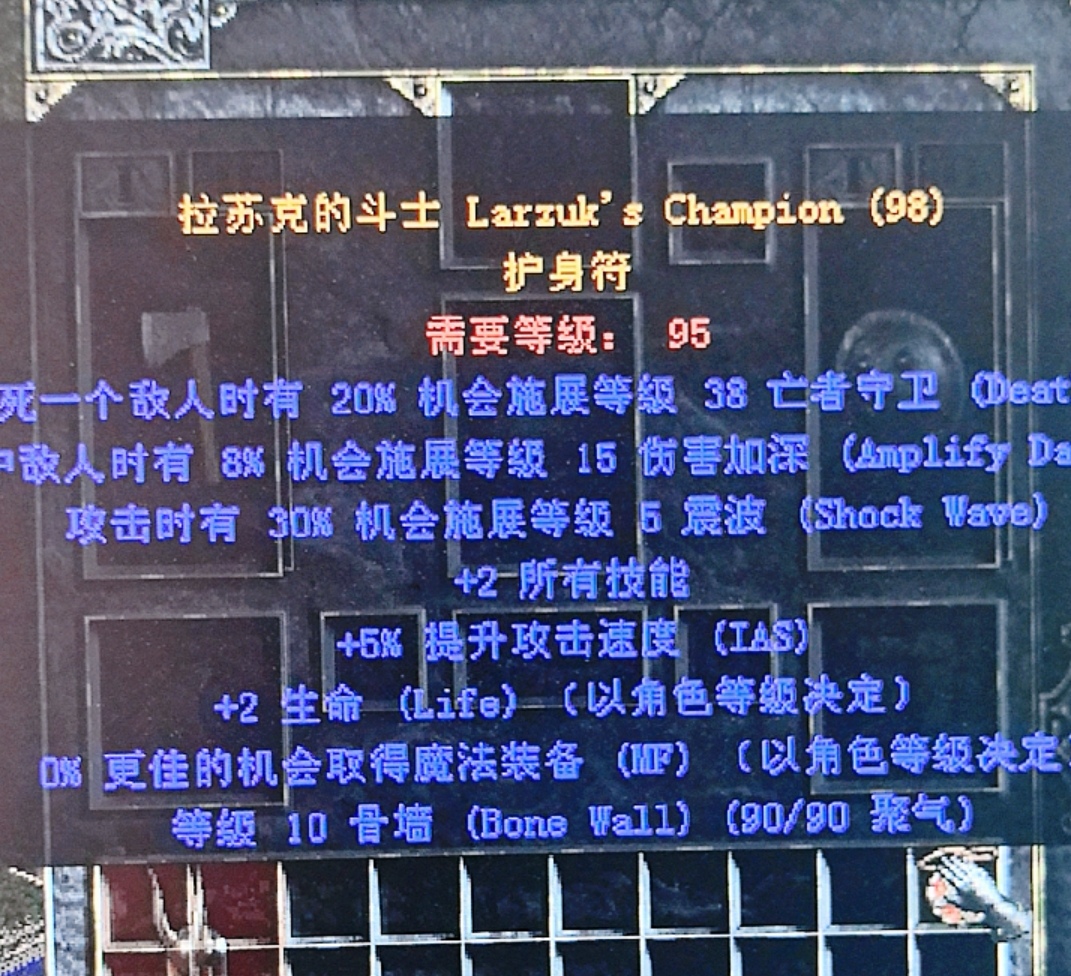 拉苏克的斗士 Larzuk's Champion (98)
护身符
需要等级： 95
死一个敌人时有 20% 机会施展等级 38 亡者守卫 (Deat
中敌人时有 8% 机会施展等级 15 伤害加深 (Amplify Da
攻击时有 30% 机会施展等级 5 震波 (Shock Wave)
+2 所有技能
+5% 提升攻击速度 (IAS)
+2 生命 (Life) （以角色等级决定）
0% 更佳的机会取得魔法装备 (MF) （以角色等级决定）
等级 10 骨墙 (Bone Wall) (90/90 聚气)